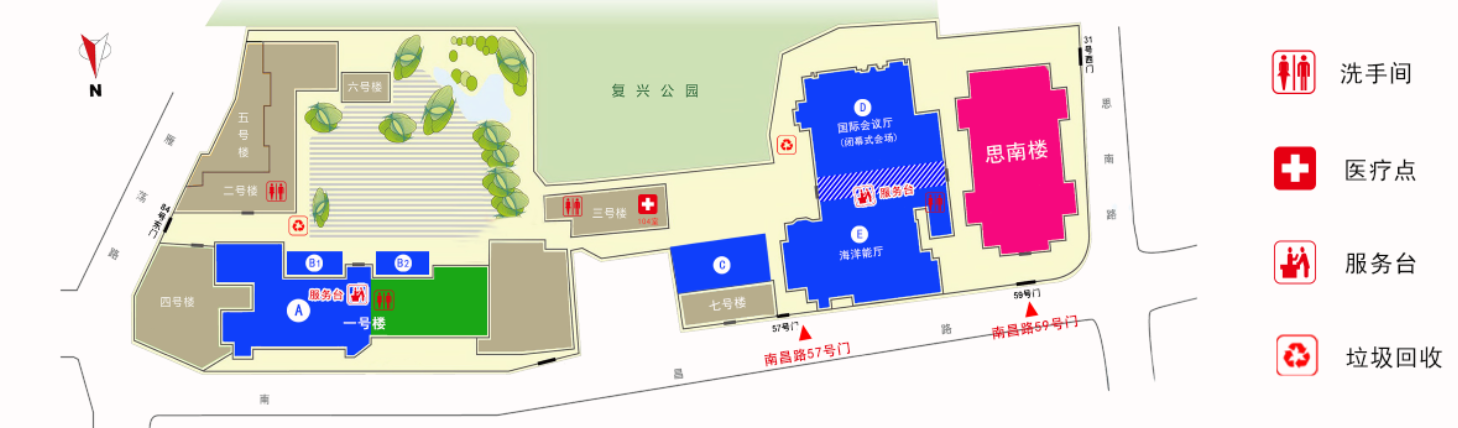 N
雁
荡
路
84号东门
五号楼
六号楼
二号楼
四号楼
B1
B2
服务台
A
一号楼
复兴公园
三号楼
104室
C
七号楼
D
国际会议厅
(闭幕式会场)
服务台
E
海洋能厅
思南楼
31号西门
思
南
路
57号门
南昌路57号门
59号门
南昌路59号门
南
昌
路
洗手间
医疗点
服务台
垃圾回收